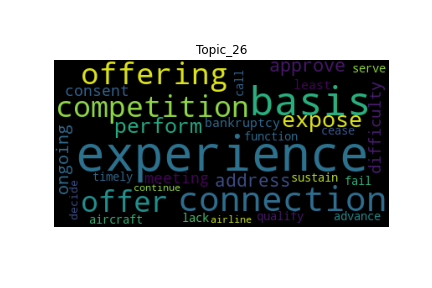 Topic_26
offering
approve
serve
consent
call
least
competition
basis
expose
difficulty
perform
bankruptcy
function
cease
ongoing
experience
timely
meeting
address
sustain
fail
decide
continue
offer
connection
aircraft
lack
airline
qualify
advance